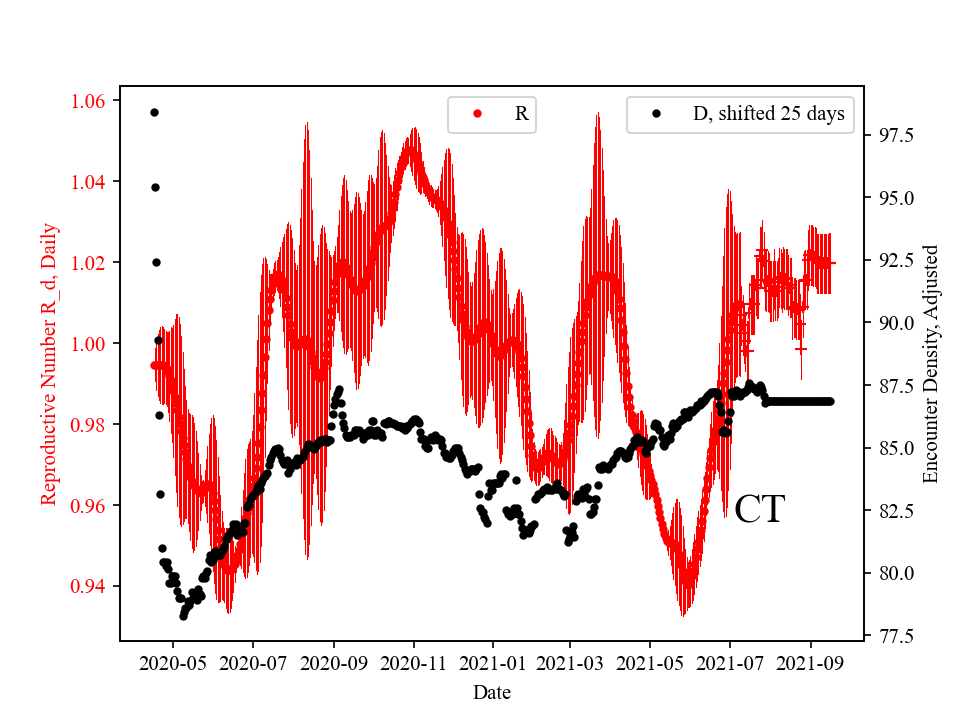 R
D, shifted 25 days
1.06
1.04
1.02
1.00
0.98
0.96
0.94
Reproductive Number R_d, Daily
97.5
95.0
92.5
90.0
87.5
85.0
82.5
80.0
77.5
Encounter Density, Adjusted
CT
2020-05 2020-07 2020-09 2020-11 2021-01 2021-03 2021-05 2021-07 2021-09
Date